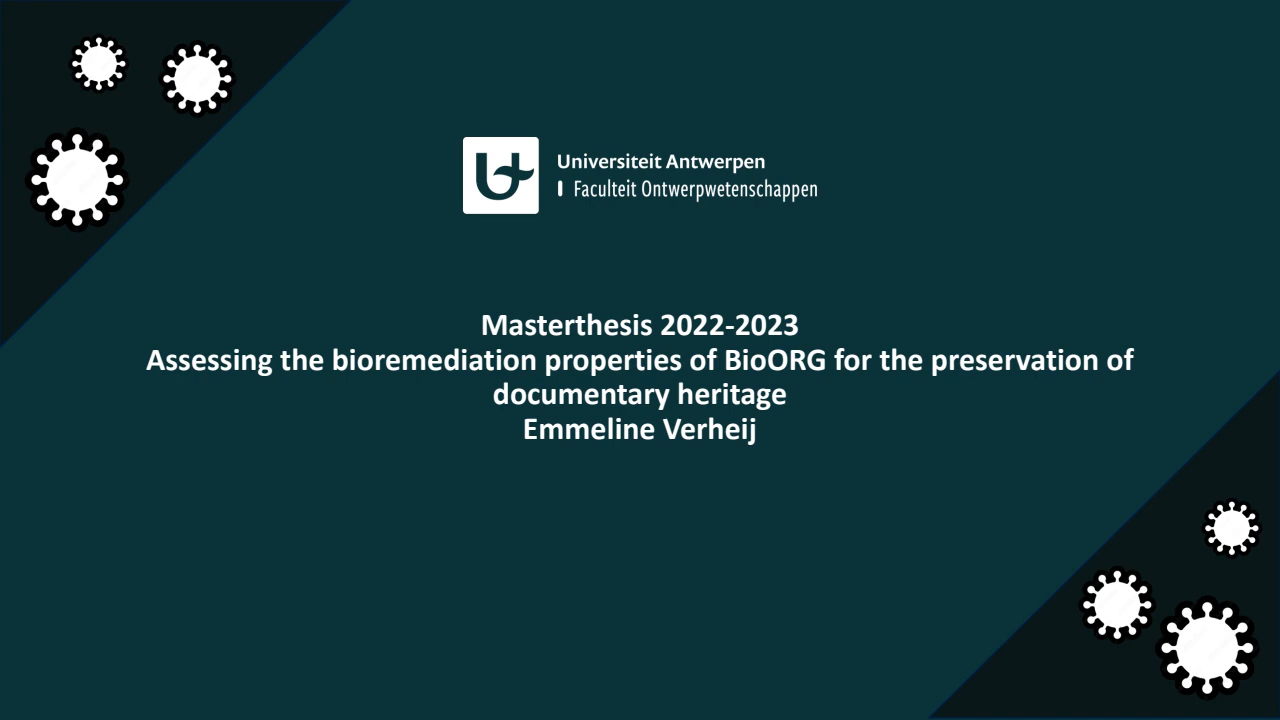 Universiteit Antwerpen
Faculteit Ontwerpwetenschappen
Masterthesis 2022-2023
Assessing the bioremediation properties of BioORG for the preservation of
documentary heritage
Emmeline Verheij